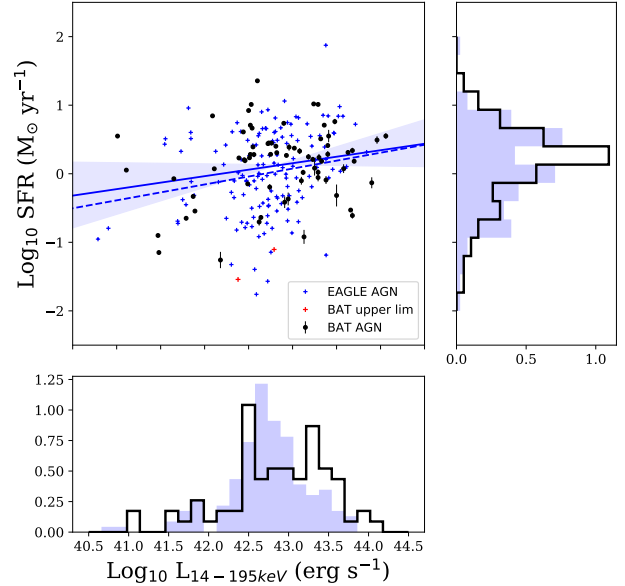 2
1
0
−1
−2
Log₁₀ SFR (M⊙ yr⁻¹)
EAGLE AGN
BAT upper lim
BAT AGN
0.0 0.5 1.0
1.25
1.00
0.75
0.50
0.25
0.00
40.5 41.0 41.5 42.0 42.5 43.0 43.5 44.0 44.5
Log₁₀ L₁₄₋₁₉₅ₖₑV (erg s⁻¹)